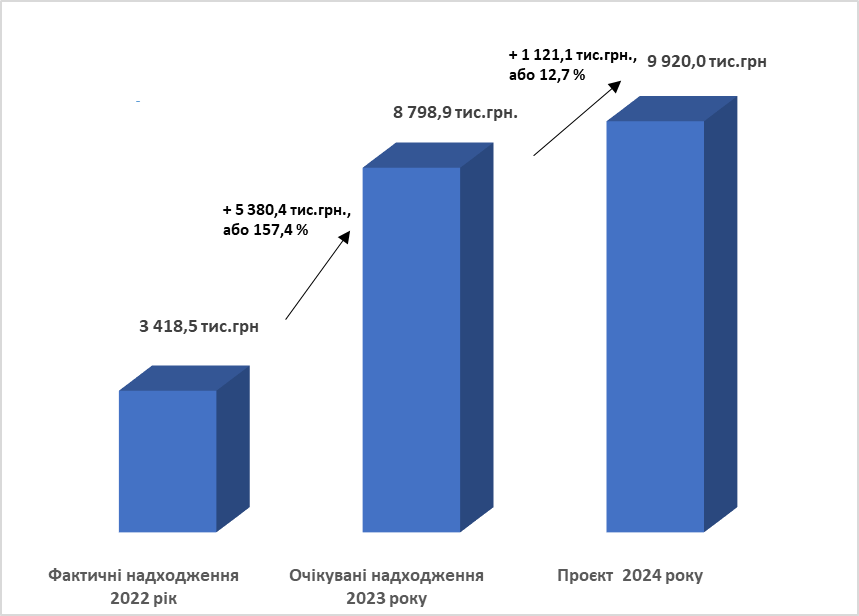 + 1 121,1 тис.грн.,
або 12,7 %
9 920,0 тис.грн
8 798,9 тис.грн.
+ 5 380,4 тис.грн.,
або 157,4 %
3 418,5 тис.грн
Фактичні надходження
2022 рік
Очікувані надходження
2023 року
Проєкт 2024 року